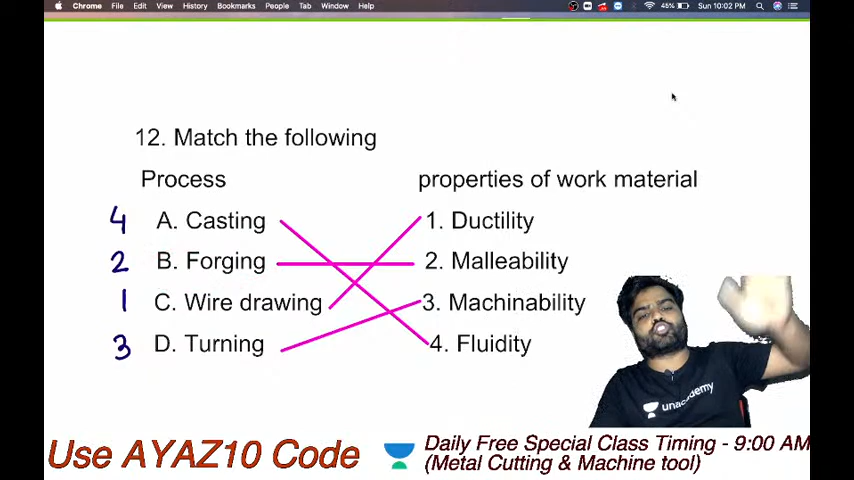 Chrome File Edit View History Bookmarks People Tab Window Help
45% Sun 10:02 PM
12. Match the following
Process properties of work material
4 A. Casting 1. Ductility
2 B. Forging 2. Malleability
1 C. Wire drawing 3. Machinability
3 D. Turning 4. Fluidity
unacademy
Use AYAZ10 Code
Daily Free Special Class Timing - 9:00 AM
(Metal Cutting & Machine tool)